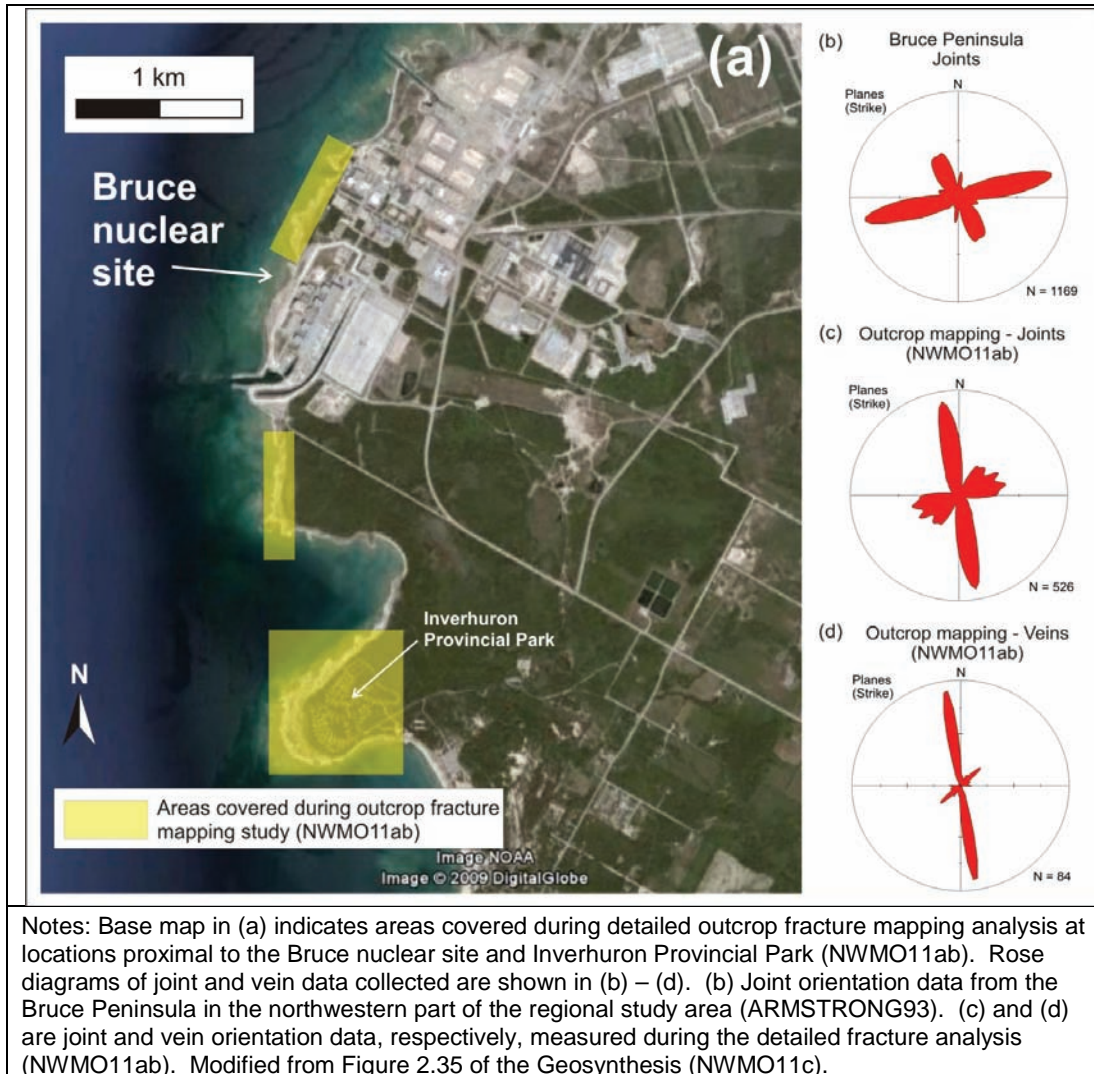 (a)
1 km
Bruce
nuclear
site
Inverhuron
Provincial Park
N
Areas covered during outcrop fracture
mapping study (NWMO11ab)
Image NOAA
Image © 2009 DigitalGlobe
(b) Bruce Peninsula
Joints
Planes
(Strike)
N
N = 1169
(c) Outcrop mapping - Joints
(NWMO11ab)
Planes
(Strike)
N
N = 526
(d) Outcrop mapping - Veins
(NWMO11ab)
Planes
(Strike)
N
N = 84
Notes: Base map in (a) indicates areas covered during detailed outcrop fracture mapping analysis at
locations proximal to the Bruce nuclear site and Inverhuron Provincial Park (NWMO11ab). Rose
diagrams of joint and vein data collected are shown in (b) – (d). (b) Joint orientation data from the
Bruce Peninsula in the northwestern part of the regional study area (ARMSTRONG93). (c) and (d)
are joint and vein orientation data, respectively, measured during the detailed fracture analysis
(NWMO11ab). Modified from Figure 2.35 of the Geosynthesis (NWMO11c).